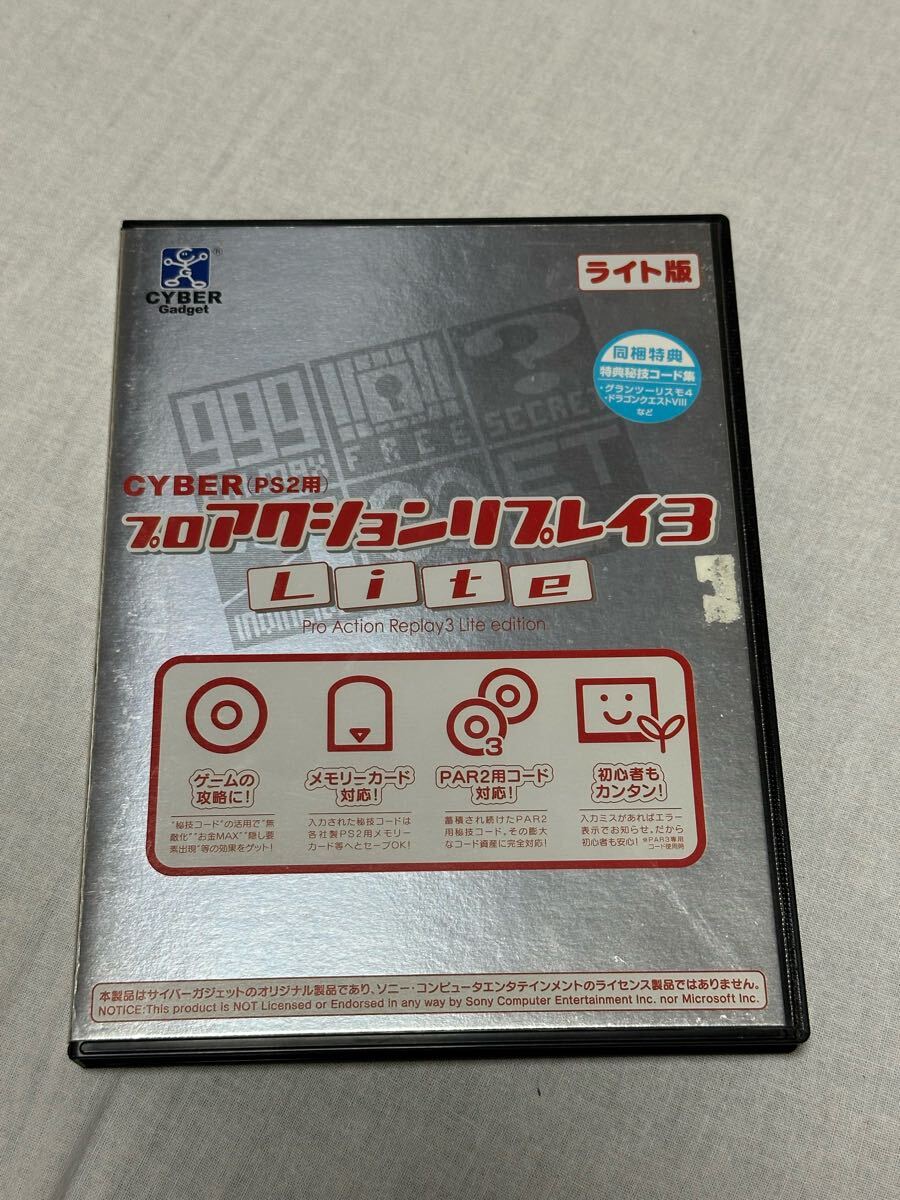 CYBER
Gadget
®
ライト版
同梱特典
特典秘技コード集
・グランツーリスモ4
・ドラゴンクエストVIII
など
999
MAX
FREE
?
CYBER(PS2用)
プロアクションリプレイ3
Lite
Pro Action Replay3 Lite edition
ゲームの
攻略に!
"秘技コード"の活用で"無
敵化""お金MAX""隠し要
素出現"等の効果をゲット!
メモリーカード
対応!
入力された秘技コードは
各社製PS2用メモリー
カード等へとセーブOK!
3
PAR2用コード
対応!
蓄積され続けたPAR2
用秘技コード。その膨大
なコード資産に完全対応!
初心者も
カンタン!
入力ミスがあればエラー
表示でお知らせ。だから
初心者も安心! ※PAR3専用
コード使用時
本製品はサイバーガジェットのオリジナル製品であり、ソニー・コンピュータエンタテインメントのライセンス製品ではありません。
NOTICE:This product is NOT Licensed or Endorsed in any way by Sony Computer Entertainment Inc. nor Microsoft Inc.